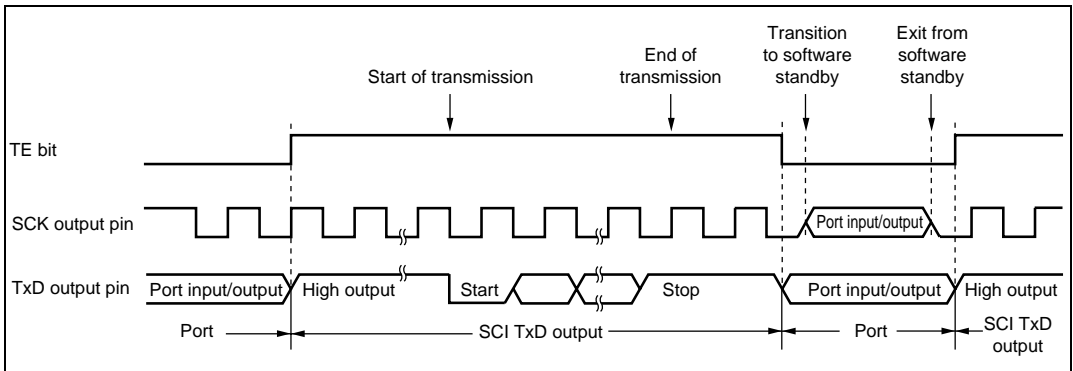 Transition
to software
standby
Exit from
software
standby
End of
transmission
Start of transmission
TE bit
SCK output pin
Port input/output
TxD output pin
Port input/output
High output
Start
Stop
Port input/output
High output
Port
SCI TxD output
Port
SCI TxD
output